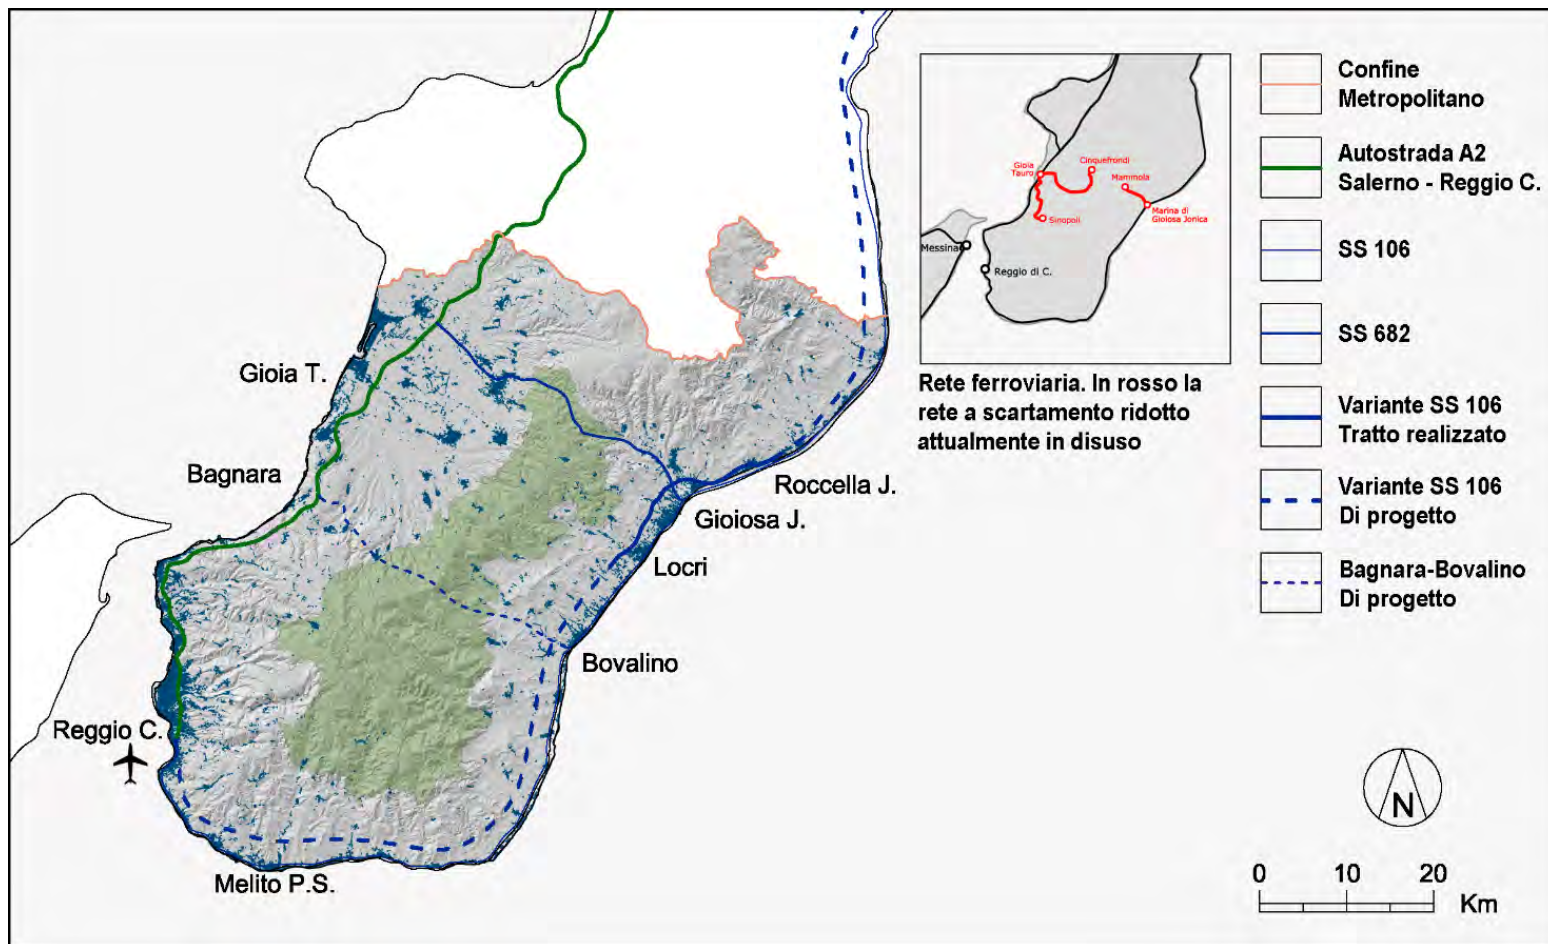 Gioia T.
Bagnara
Reggio C.
Melito P.S.
Bovalino
Locri
Gioiosa J.
Roccella J.
Gioia
Tauro
Cinquefrondi
Mammola
Marina di
Gioiosa Jonica
Sinopoli
Messina
Reggio di C.
Rete ferroviaria. In rosso la
rete a scartamento ridotto
attualmente in disuso
Confine
Metropolitano
Autostrada A2
Salerno - Reggio C.
SS 106
SS 682
Variante SS 106
Tratto realizzato
Variante SS 106
Di progetto
Bagnara-Bovalino
Di progetto
N
0 10 20
Km